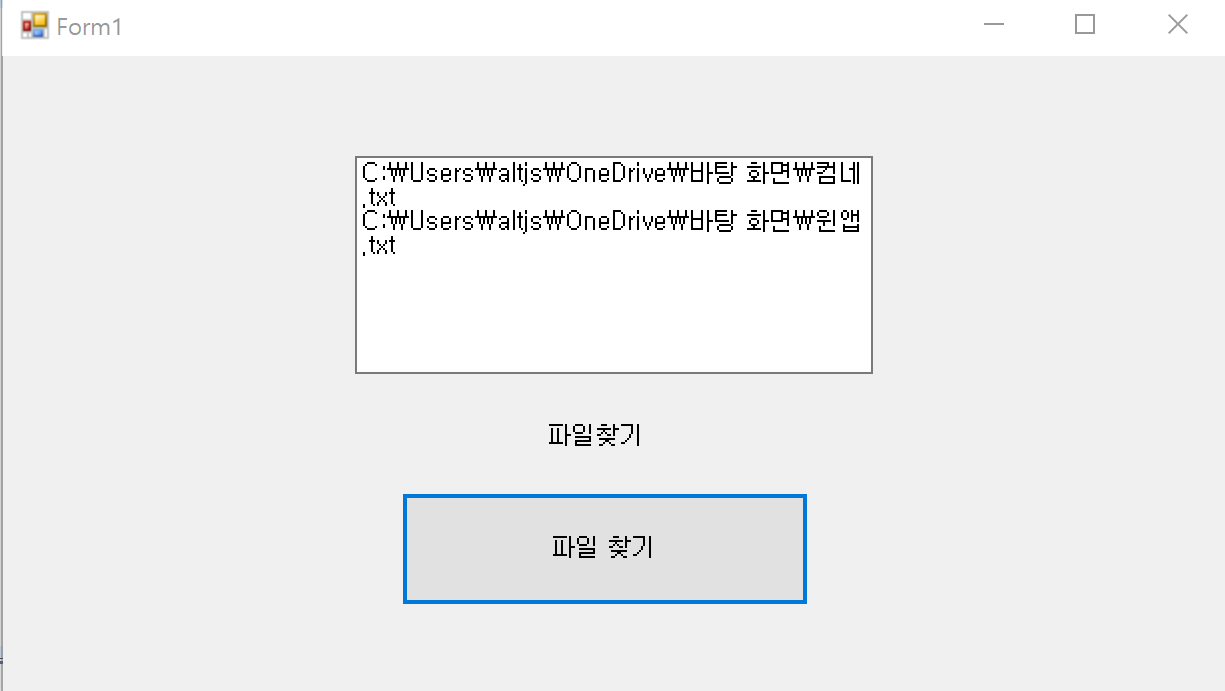 Form1
C:₩Users₩altjs₩OneDrive₩바탕 화면₩컴네
.txt
C:₩Users₩altjs₩OneDrive₩바탕 화면₩윈앱
.txt
파일찾기
파일 찾기